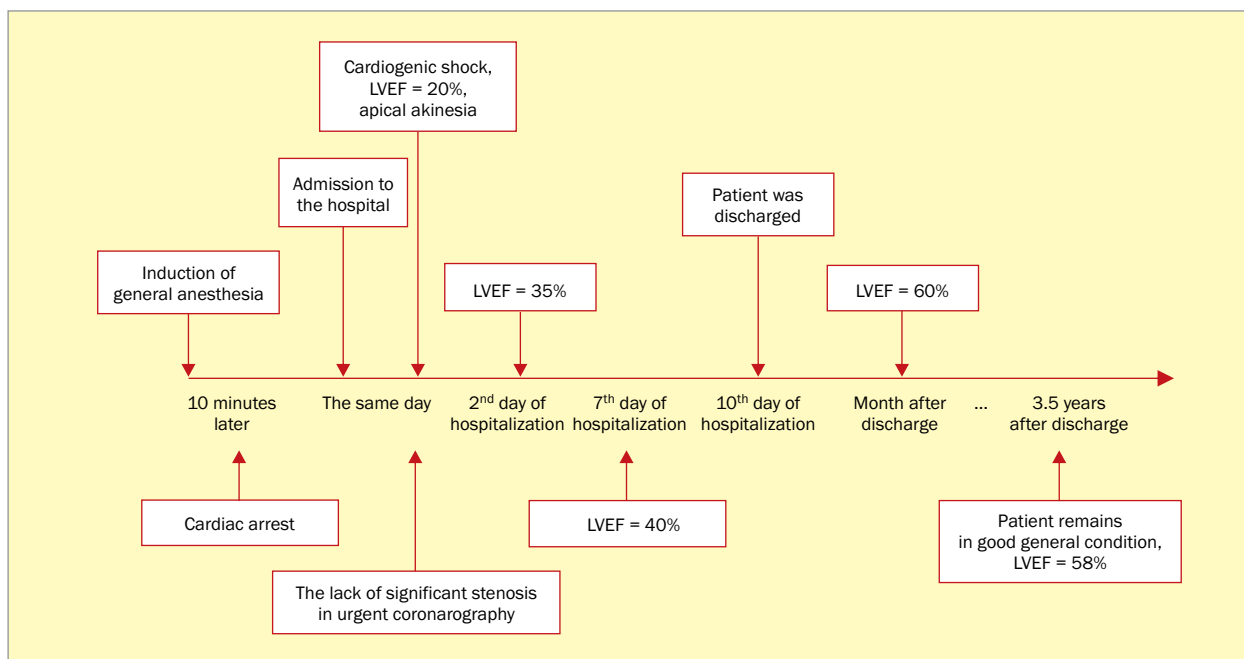 Cardiogenic shock,
LVEF = 20%,
apical akinesia
Admission to
the hospital
Patient was
discharged
Induction of
general anesthesia
LVEF = 35%
LVEF = 60%
10 minutes
later
The same day
2nd day of
hospitalization
7th day of
hospitalization
10th day of
hospitalization
Month after
discharge
...
3.5 years
after discharge
Cardiac arrest
LVEF = 40%
Patient remains
in good general condition,
LVEF = 58%
The lack of significant stenosis
in urgent coronarography